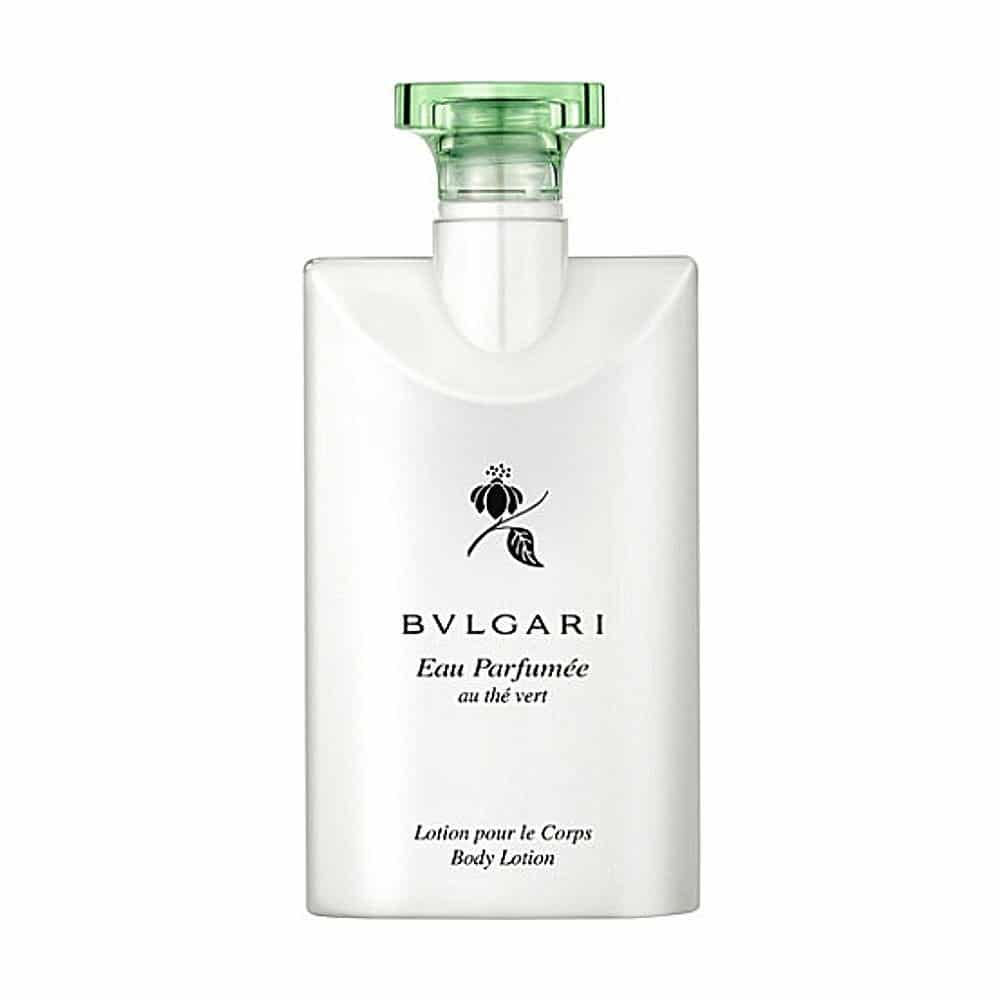 BVLGARI
Eau Parfumée
au thé vert
Lotion pour le Corps
Body Lotion